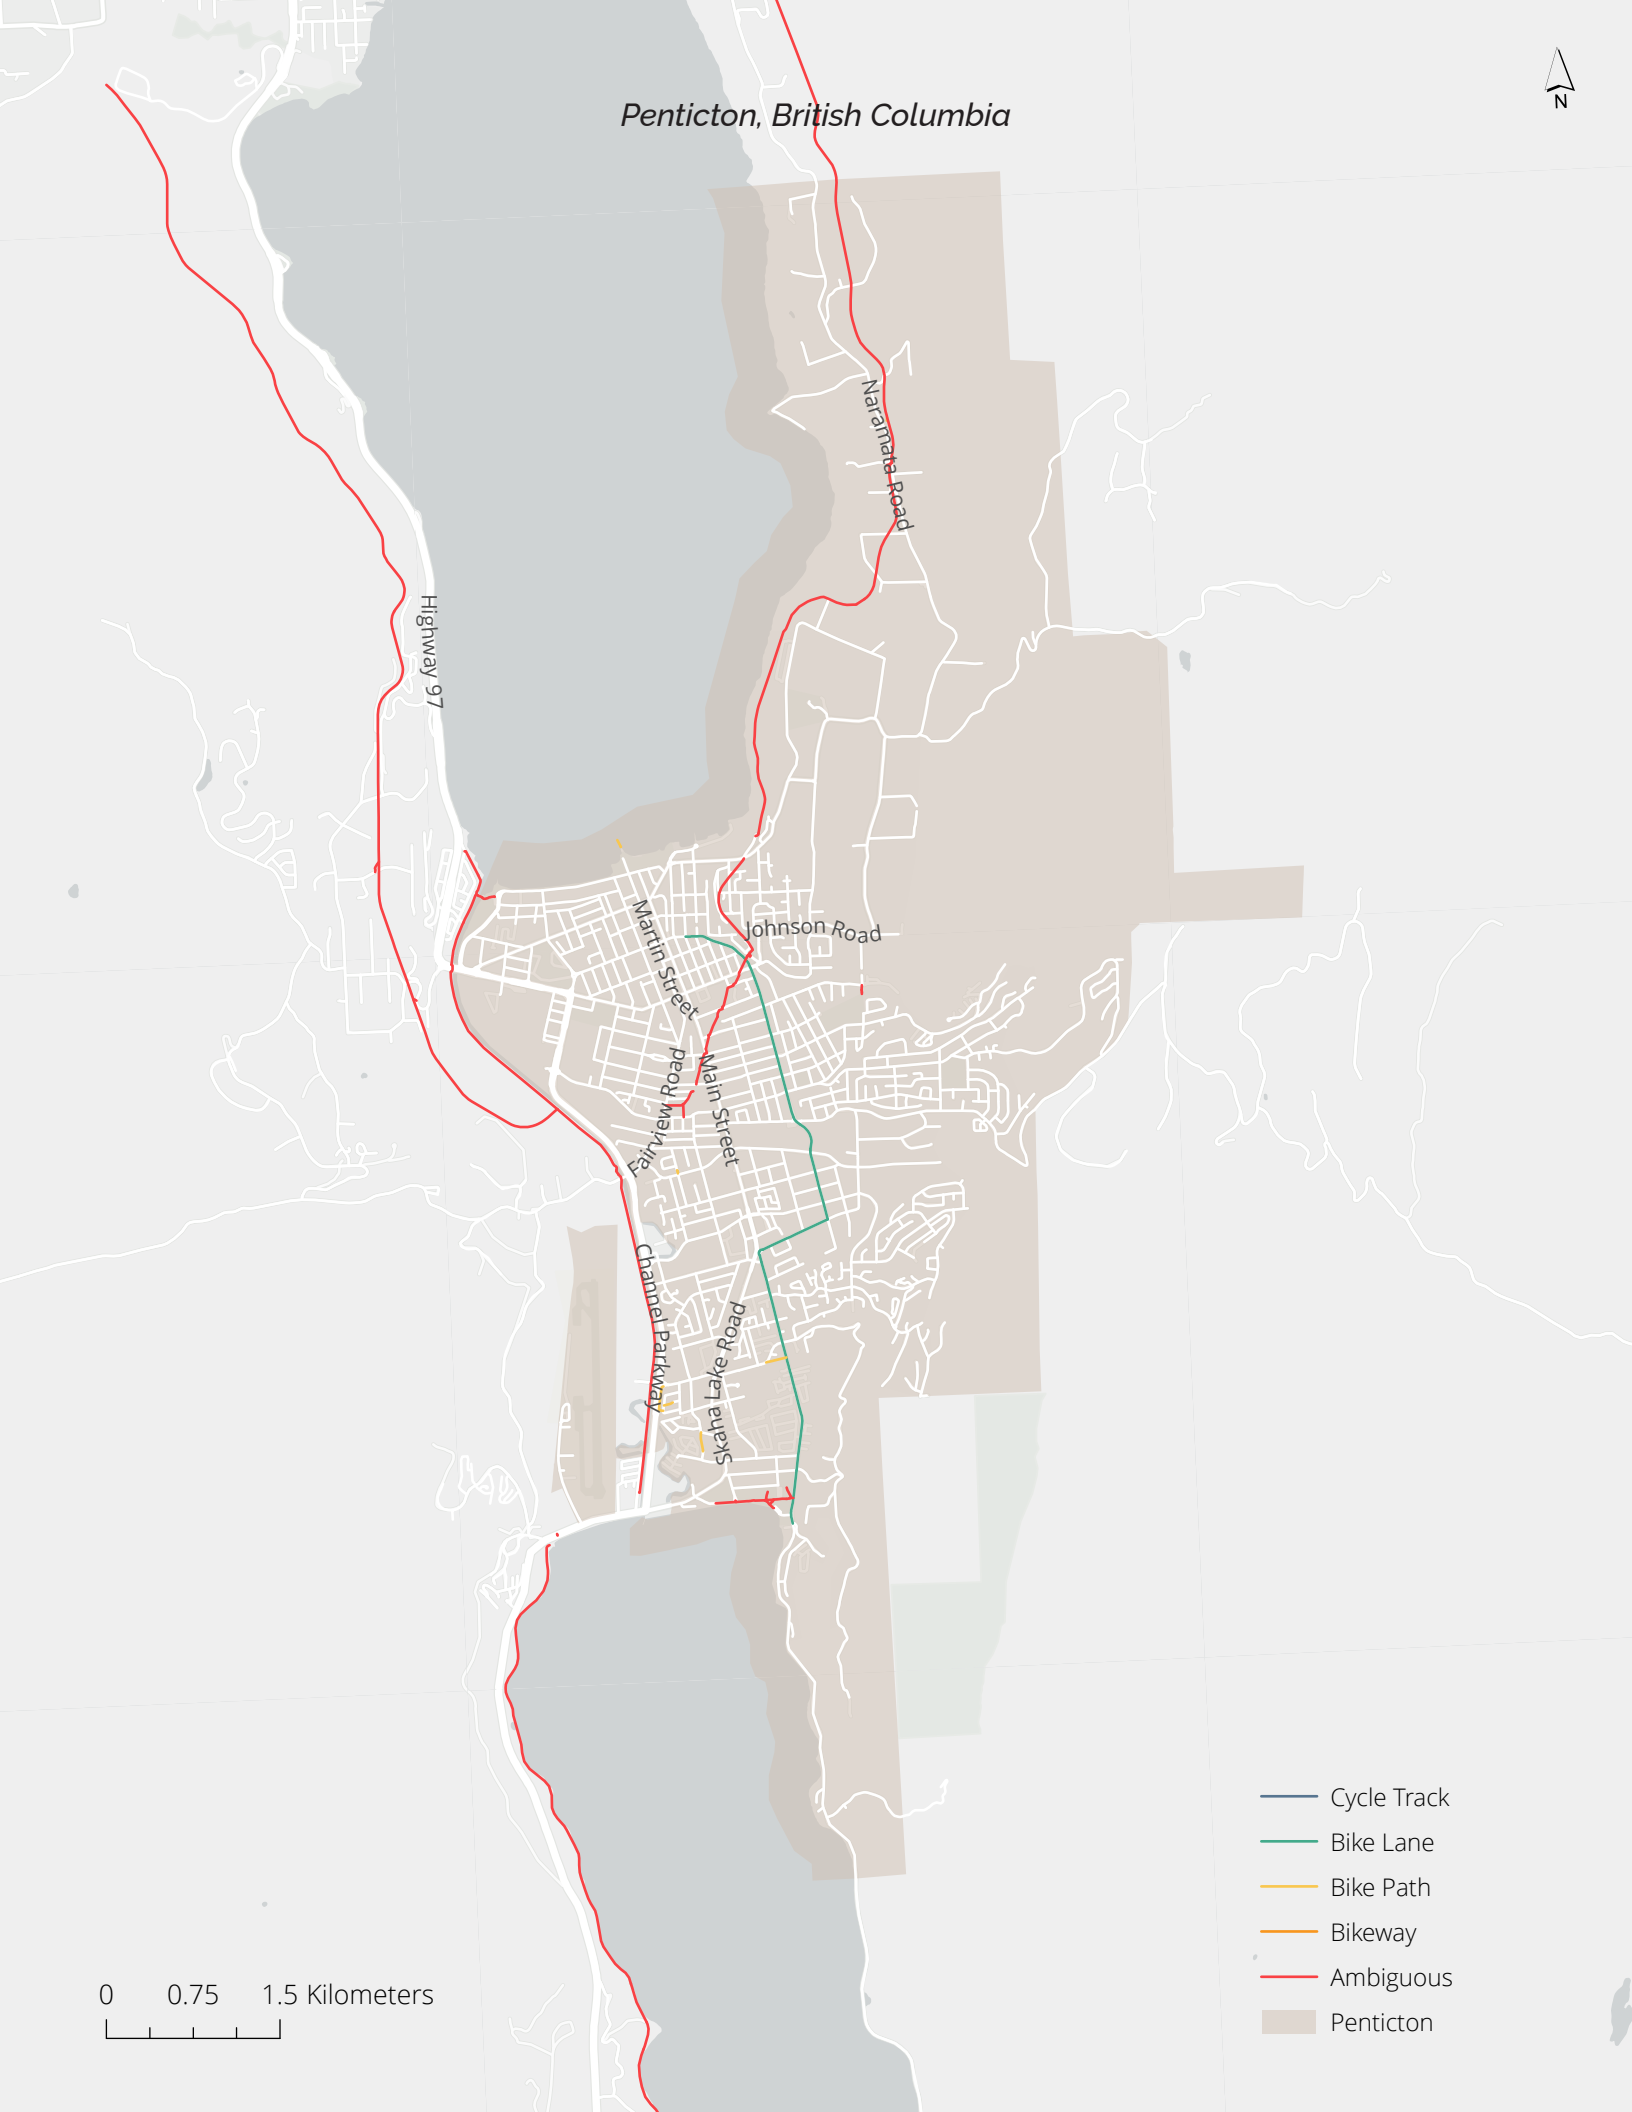 Penticton, British Columbia
N
Naramata Road
Highway 97
Martin Street
Johnson Road
Fairview Road
Main Street
Channel Parkway
Skaha Lake Road
Cycle Track
Bike Lane
Bike Path
Bikeway
Ambiguous
Penticton
0 0.75 1.5 Kilometers